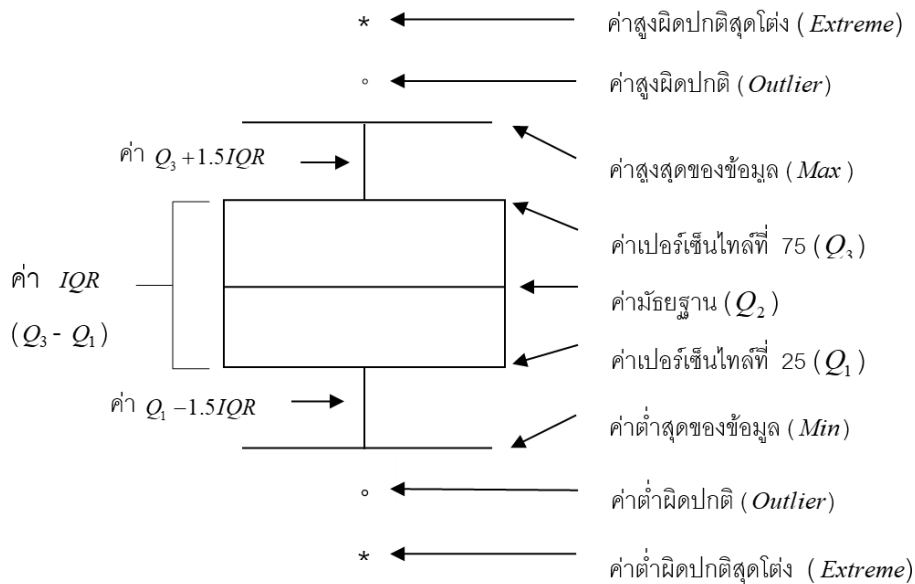 * ค่าสูงผิดปกติสุดโต่ง (Extreme)
° ค่าสูงผิดปกติ (Outlier)
ค่า Q₃+1.5IQR
ค่าสูงสุดของข้อมูล (Max)
ค่าเปอร์เซ็นไทล์ที่ 75 (Q₃)
ค่า IQR
(Q₃- Q₁)
ค่ามัธยฐาน (Q₂)
ค่าเปอร์เซ็นไทล์ที่ 25 (Q₁)
ค่า Q₁−1.5IQR
ค่าต่ำสุดของข้อมูล (Min)
° ค่าต่ำผิดปกติ (Outlier)
* ค่าต่ำผิดปกติสุดโต่ง (Extreme)